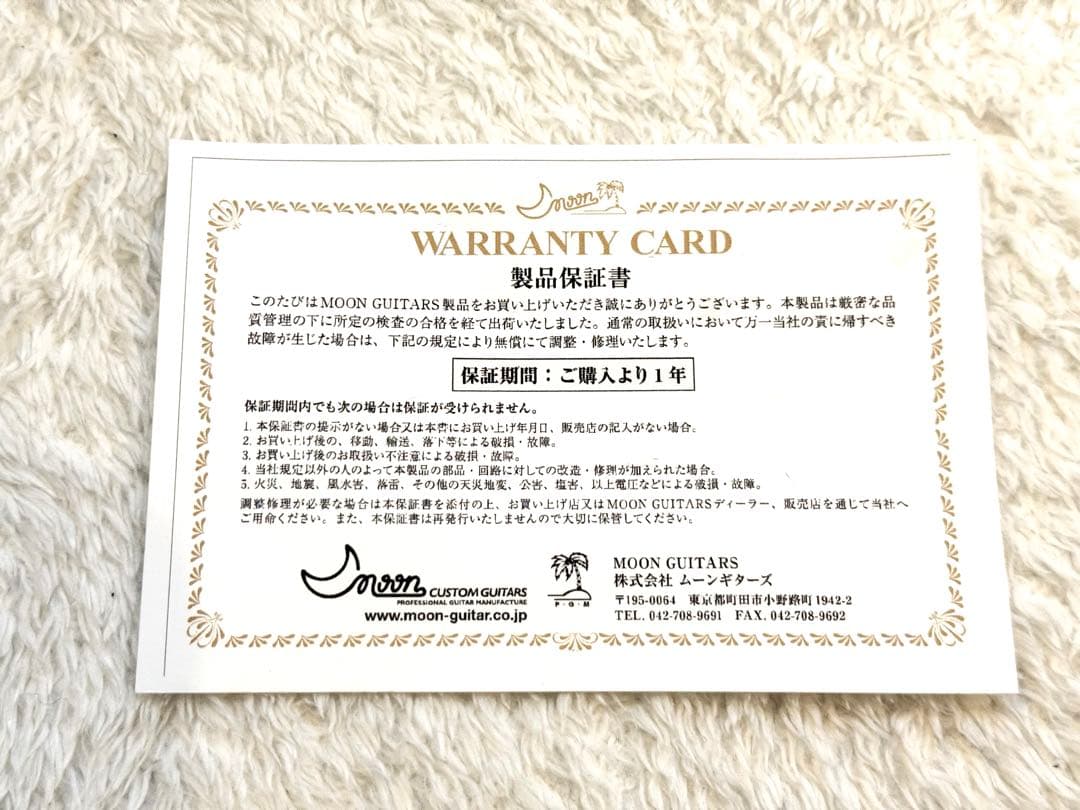 Moon
WARRANTY CARD
製品保証書
このたびはMOON GUITARS製品をお買い上げいただき誠にありがとうございます。本製品は厳密な品
質管理の下に所定の検査の合格を経て出荷いたしました。通常の取扱いにおいて万一当社の責に帰すべき
故障が生じた場合は、下記の規定により無償にて調整・修理いたします。
保証期間：ご購入より1年
保証期間内でも次の場合は保証が受けられません。
1. 本保証書の提示がない場合又は本書にお買い上げ年月日、販売店の記入がない場合。
2. お買い上げ後の、移動、輸送、落下等による破損・故障。
3. お買い上げ後のお取扱い不注意による破損・故障。
4. 当社規定以外の人のよって本製品の部品・回路に対しての改造・修理が加えられた場合。
5. 火災、地震、風水害、落雷、その他の天災地変、公害、塩害、以上電圧などによる破損・故障。
調整修理が必要な場合は本保証書を添付の上、お買い上げ店又はMOON GUITARSディーラー、販売店を通じて当社へ
ご用命ください。また、本保証書は再発行いたしませんので大切に保管してください。
Moon CUSTOM GUITARS
PROFESSIONAL GUITAR MANUFACTURE
www.moon-guitar.co.jp
P・G・M
MOON GUITARS
株式会社 ムーンギターズ
〒195-0064 東京都町田市小野路町1942-2
TEL. 042-708-9691 FAX. 042-708-9692